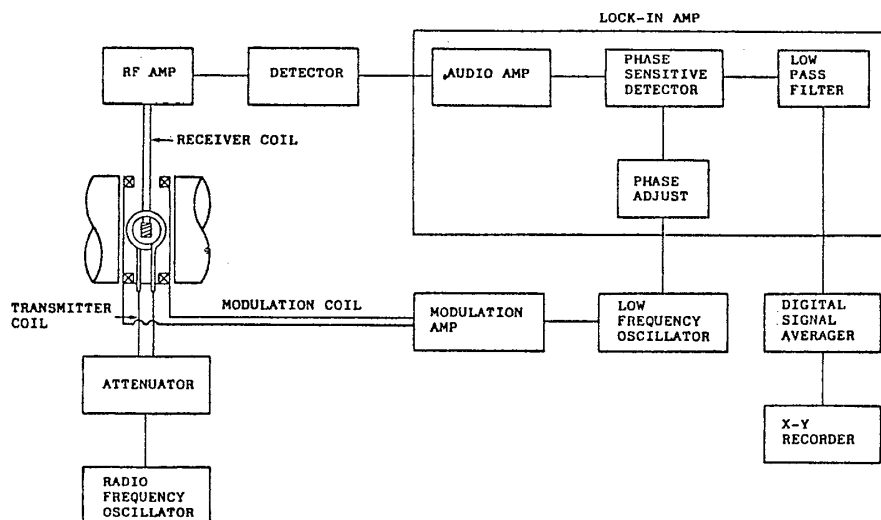 LOCK-IN AMP
RF AMP
DETECTOR
AUDIO AMP
PHASE
SENSITIVE
DETECTOR
LOW
PASS
FILTER
RECEIVER COIL
PHASE
ADJUST
TRANSMITTER
COIL
MODULATION COIL
MODULATION
AMP
LOW
FREQUENCY
OSCILLATOR
DIGITAL
SIGNAL
AVERAGER
ATTENUATOR
X-Y
RECORDER
RADIO
FREQUENCY
OSCILLATOR